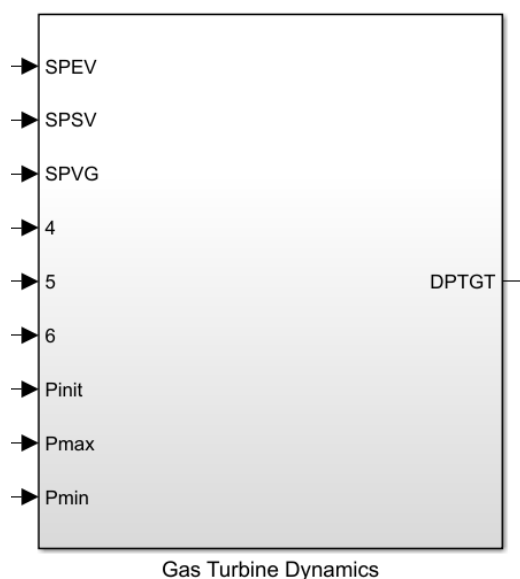 SPEV
SPSV
SPVG
4
5
DPTGT
6
Pinit
Pmax
Pmin
Gas Turbine Dynamics